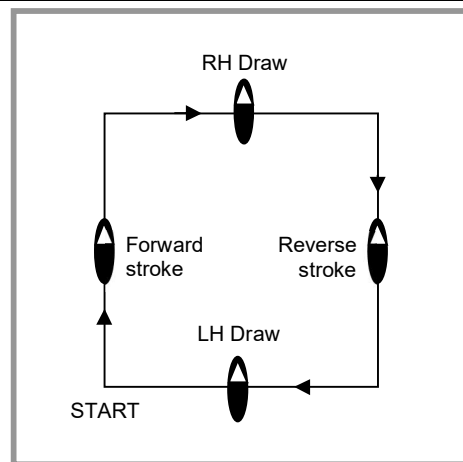 RH Draw
Forward
stroke
Reverse
stroke
LH Draw
START